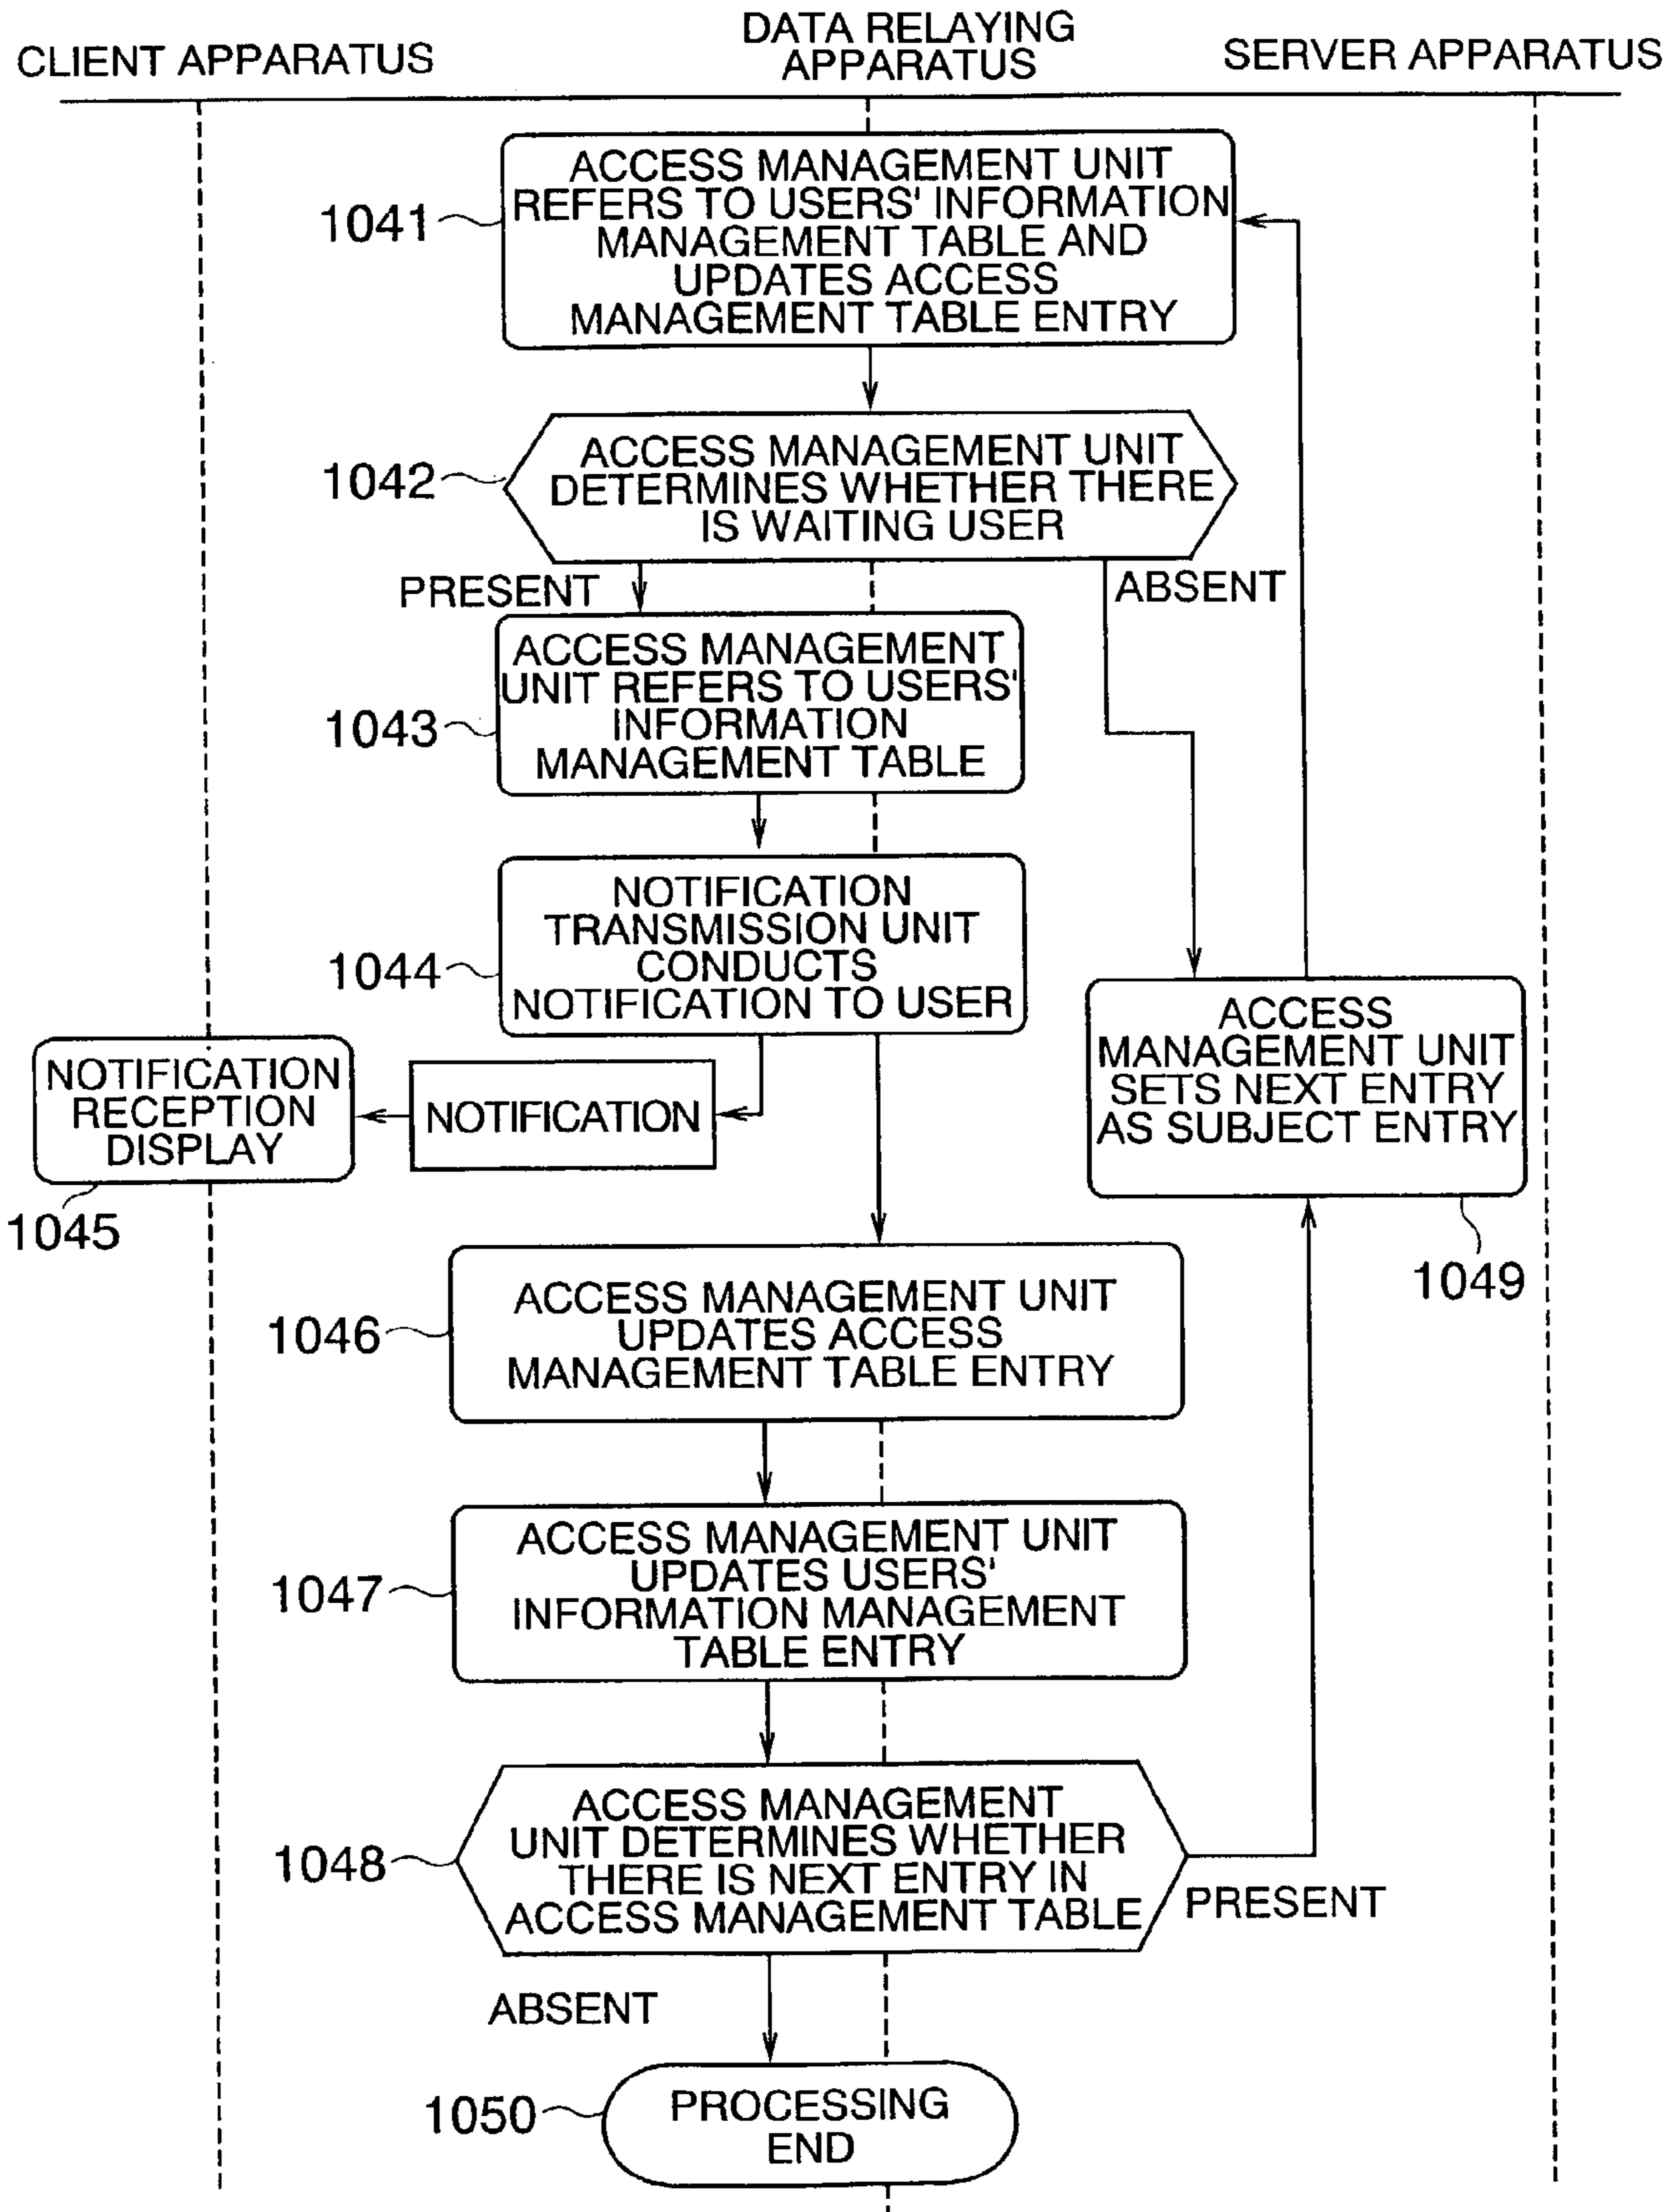 CLIENT APPARATUS
DATA RELAYING
APPARATUS
SERVER APPARATUS
1041
ACCESS MANAGEMENT UNIT
REFERS TO USERS' INFORMATION
MANAGEMENT TABLE AND
UPDATES ACCESS
MANAGEMENT TABLE ENTRY
1042
ACCESS MANAGEMENT UNIT
DETERMINES WHETHER THERE
IS WAITING USER
PRESENT
ABSENT
1043
ACCESS MANAGEMENT
UNIT REFERS TO USERS'
INFORMATION
MANAGEMENT TABLE
1044
NOTIFICATION
TRANSMISSION UNIT
CONDUCTS
NOTIFICATION TO USER
NOTIFICATION
RECEPTION
DISPLAY
1045
NOTIFICATION
ACCESS
MANAGEMENT UNIT
SETS NEXT ENTRY
AS SUBJECT ENTRY
1049
1046
ACCESS MANAGEMENT UNIT
UPDATES ACCESS
MANAGEMENT TABLE ENTRY
1047
ACCESS MANAGEMENT UNIT
UPDATES USERS'
INFORMATION MANAGEMENT
TABLE ENTRY
1048
ACCESS MANAGEMENT
UNIT DETERMINES WHETHER
THERE IS NEXT ENTRY IN
ACCESS MANAGEMENT TABLE
PRESENT
ABSENT
1050
PROCESSING
END